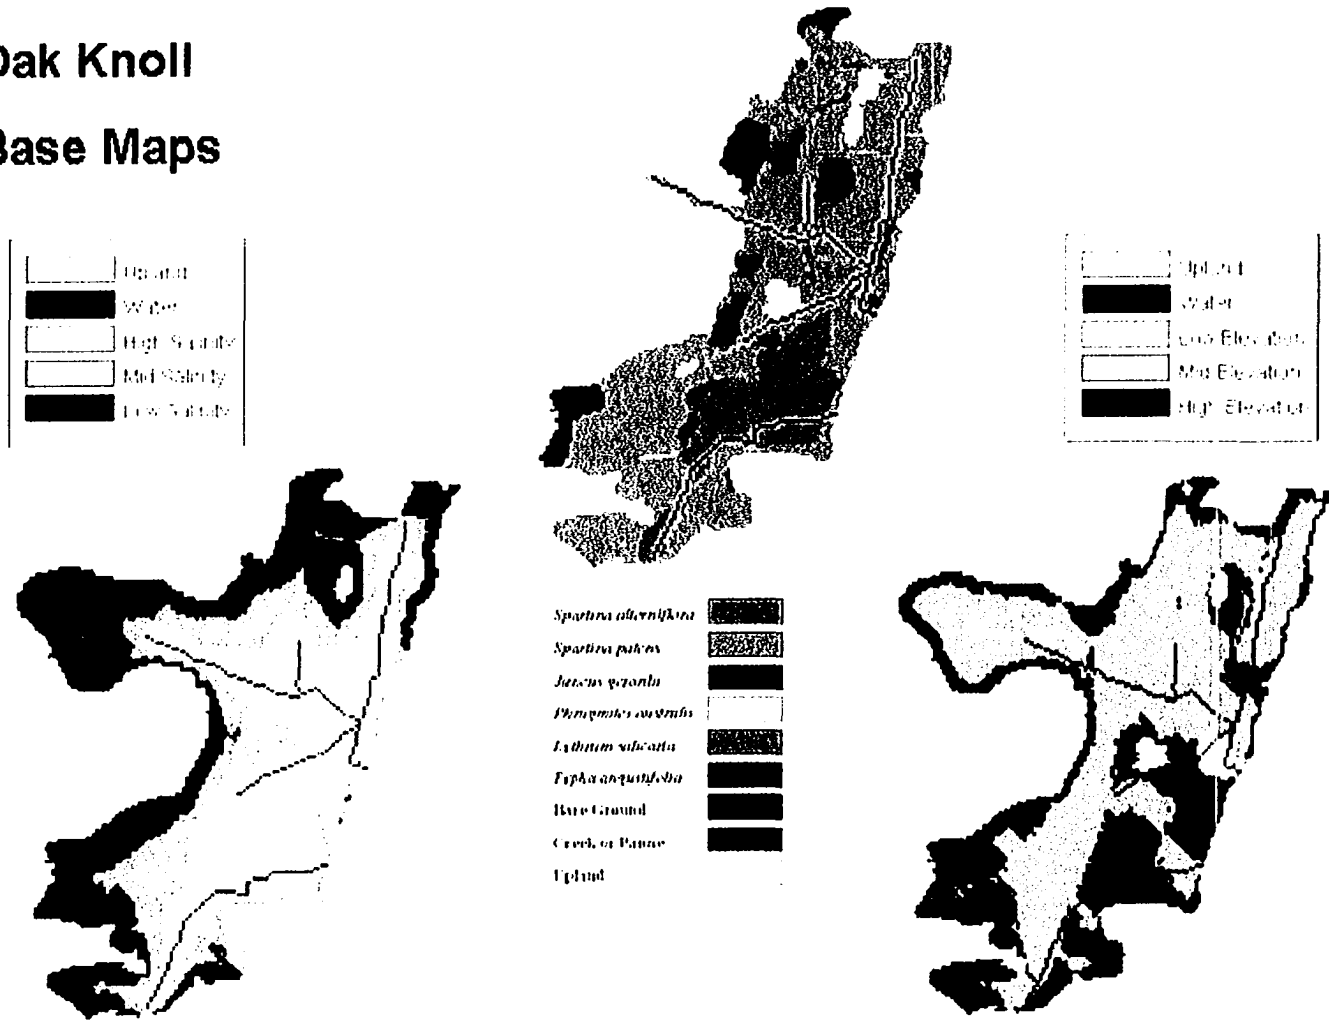 Oak Knoll
Base Maps
Upland
Water
High Salinity
Mid Salinity
Low Salinity
Upland
Water
Low Elevation
Mid Elevation
High Elevation
Spartina alterniflora
Spartina patens
Juncus gerardia
Phragmites australis
Lythrum salicaria
Typha angustifolia
Bare Ground
Creek or Panne
Upland